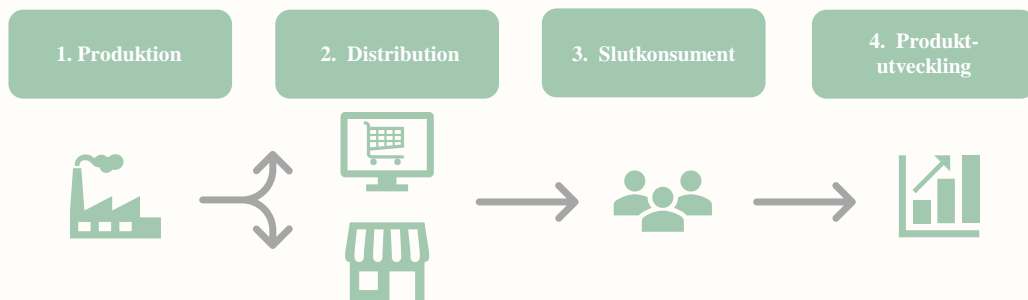 1. Produktion
2. Distribution
3. Slutkonsument
4. Produkt-
utveckling